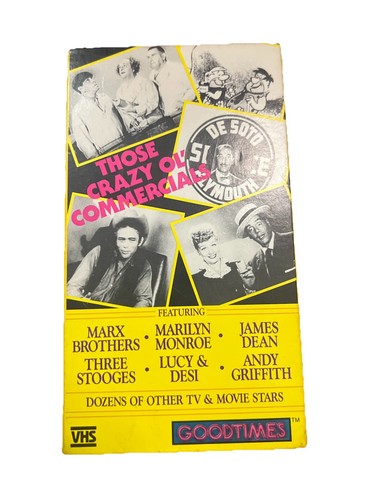 THOSE
CRAZY OL'
COMMERCIALS
DE SOTO
PLYMOUTH
FEATURING
MARX BROTHERS • MARILYN MONROE • JAMES DEAN
THREE STOOGES • LUCY & DESI • ANDY GRIFFITH
DOZENS OF OTHER TV & MOVIE STARS
VHS
GOODTIMES™